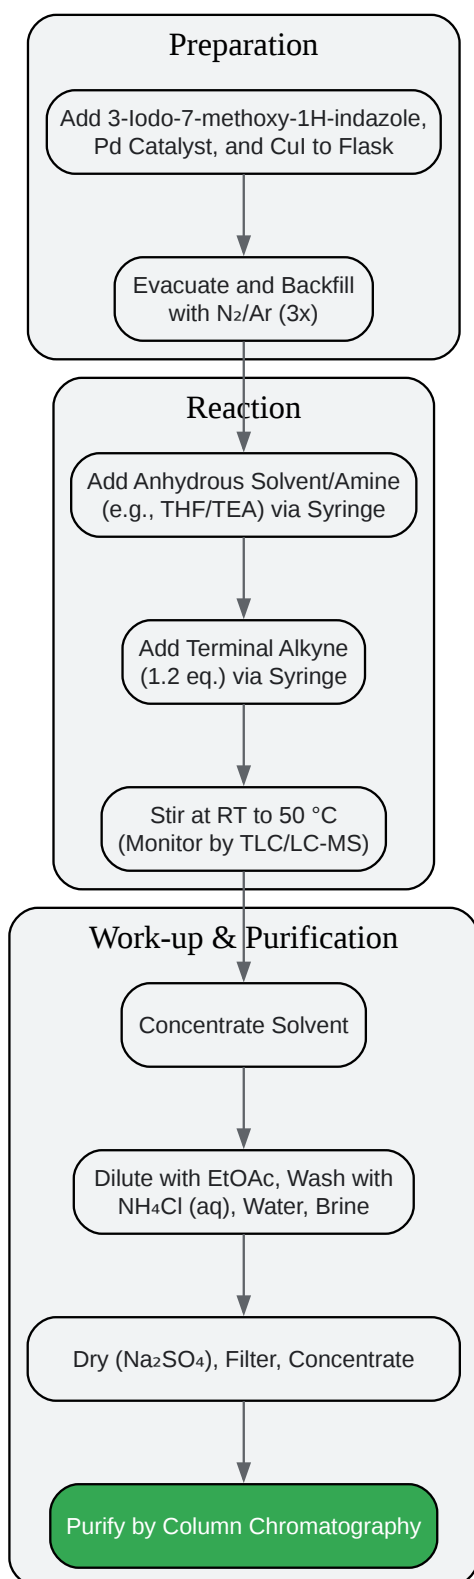 Preparation
Add 3-Iodo-7-methoxy-1H-indazole,
Pd Catalyst, and CuI to Flask
Evacuate and Backfill
with N₂/Ar (3x)
Reaction
Add Anhydrous Solvent/Amine
(e.g., THF/TEA) via Syringe
Add Terminal Alkyne
(1.2 eq.) via Syringe
Stir at RT to 50 °C
(Monitor by TLC/LC-MS)
Work-up & Purification
Concentrate Solvent
Dilute with EtOAc, Wash with
NH₄Cl (aq), Water, Brine
Dry (Na₂SO₄), Filter, Concentrate
Purify by Column Chromatography